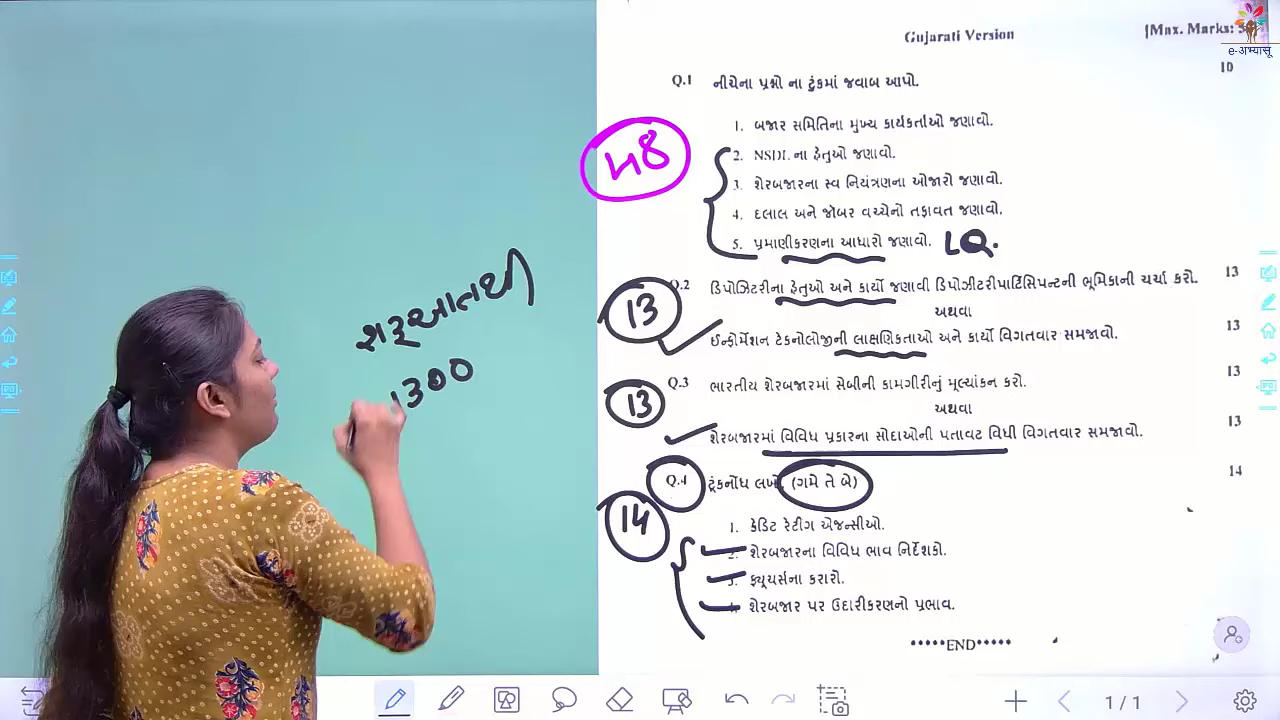 Gujarati Version
[Max. Marks: 5
e-अभ्यासू
10
Q.1 નીચેના પ્રશ્નો ના ટુંકમાં જવાબ આપો.
1. બજાર સમિતિના મુખ્ય કાર્યકર્તાઓ જણાવો.
48
2. NSDL ના હેતુઓ જણાવો.
3. શેરબજારના સ્વ નિયંત્રણના ઓજારો જણાવો.
4. દલાલ અને જૉબર વચ્ચેનો તફાવત જણાવો.
5. પ્રમાણીકરણના આધારો જણાવો. LQ.
Q.2 ડિપોઝિટરીના હેતુઓ અને કાર્યો જણાવી ડિપોઝીટરીપાર્ટિસિપન્ટની ભૂમિકાની ચર્ચા કરો. 13
13
અથવા
ઈન્ફોર્મેશન ટેકનોલોજીની લાક્ષણિકતાઓ અને કાર્યો વિગતવાર સમજાવો. 13
Q.3 ભારતીય શેરબજારમાં સેબીની કામગીરીનું મૂલ્યાંકન કરો. 13
13
અથવા
શેરબજારમાં વિવિધ પ્રકારના સોદાઓની પતાવટ વિધી વિગતવાર સમજાવો. 13
Q.4 ટૂંકનોંધ લખો. (ગમે તે બે) 14
14
1. ક્રેડિટ રેટીંગ એજન્સીઓ.
2. શેરબજારના વિવિધ ભાવ નિર્દેશકો.
3. ફ્યૂચર્સના કરારો.
4. શેરબજાર પર ઉદારીકરણનો પ્રભાવ.
*****END*****
શરૂઆતથી
1300
1/1